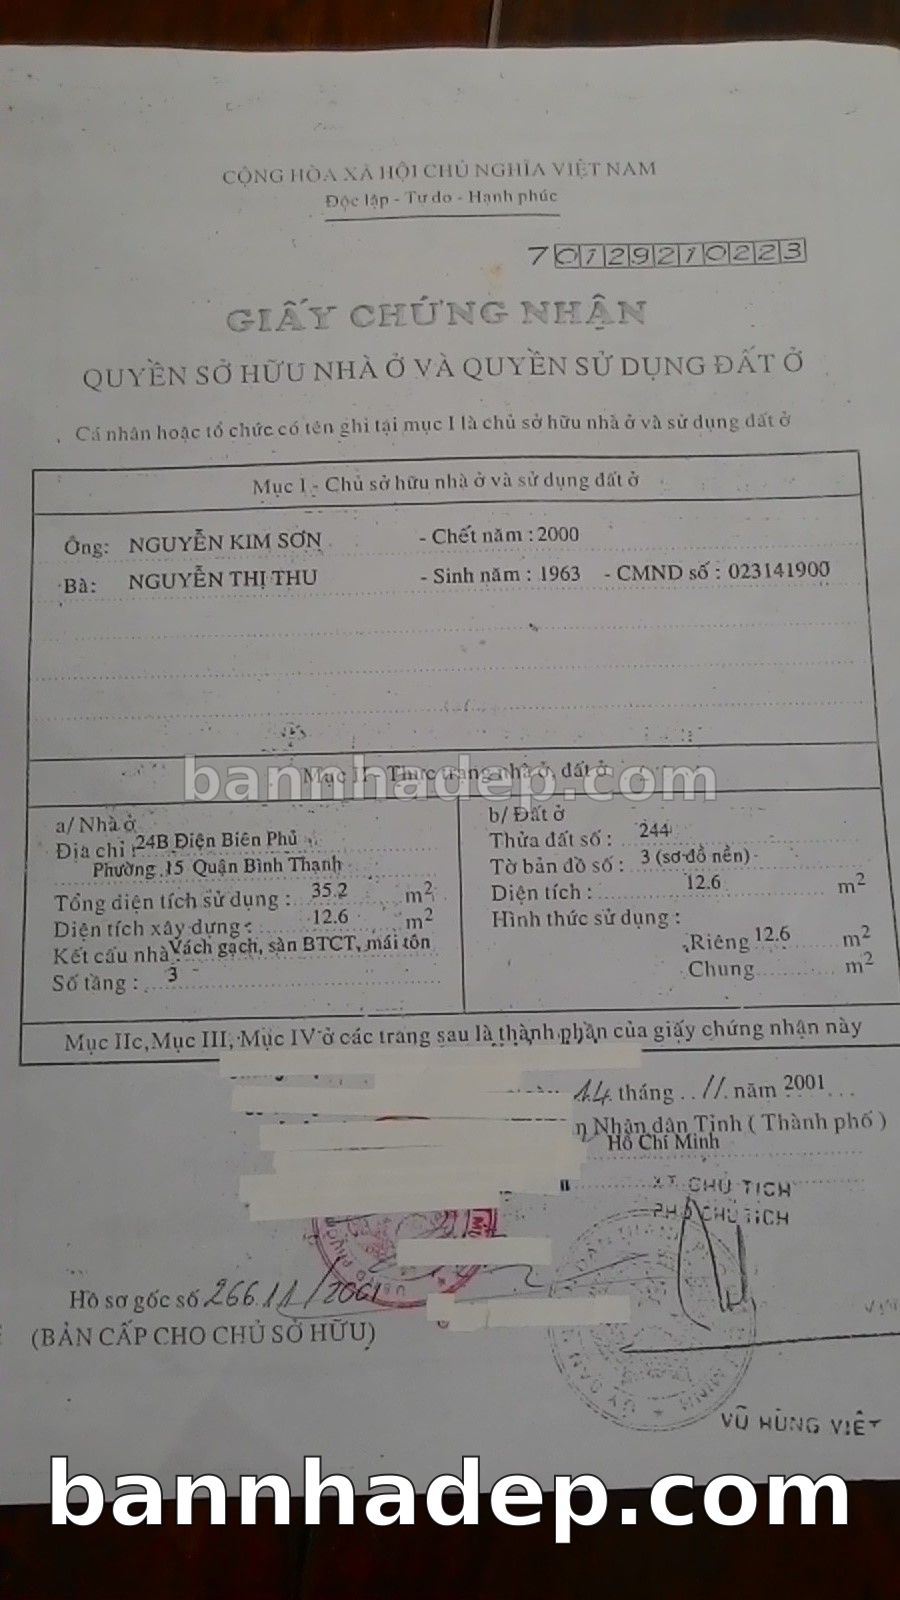 CỘNG HÒA XÃ HỘI CHỦ NGHĨA VIỆT NAM
Độc lập - Tự do - Hạnh phúc
7 0129210223
GIẤY CHỨNG NHẬN
QUYỀN SỞ HỮU NHÀ Ở VÀ QUYỀN SỬ DỤNG ĐẤT Ở
Cá nhân hoặc tổ chức có tên ghi tại mục I là chủ sở hữu nhà ở và sử dụng đất ở
Mục I - Chủ sở hữu nhà ở và sử dụng đất ở
Ông: NGUYỄN KIM SƠN - Chết năm : 2000
Bà: NGUYỄN THỊ THU - Sinh năm : 1963 - CMND số : 023141900
bannhadep.com
Mục II - Thực trạng nhà ở, đất ở
a/ Nhà ở
Địa chỉ : 24B Điện Biên Phủ
Phường 15 Quận Bình Thạnh
Tổng diện tích sử dụng : 35.2 m2
Diện tích xây dựng : 12.6 m2
Kết cấu nhà Vách gạch, sàn BTCT, mái tôn
Số tầng : 3
b/ Đất ở
Thửa đất số : 244
Tờ bản đồ số : 3 (sơ đồ nền)
Diện tích : 12.6 m2
Hình thức sử dụng :
Riêng 12.6 m2
Chung m2
Mục IIc, Mục III, Mục IV ở các trang sau là thành phần của giấy chứng nhận này
14 tháng 11 năm 2001
n Nhân dân Tỉnh ( Thành phố )
Hồ Chí Minh
KT CHỦ TỊCH
PHÓ CHỦ TỊCH
Hồ sơ gốc số 266.11/2001
(BẢN CẤP CHO CHỦ SỞ HỮU)
VŨ HÙNG VIỆT
bannhadep.com